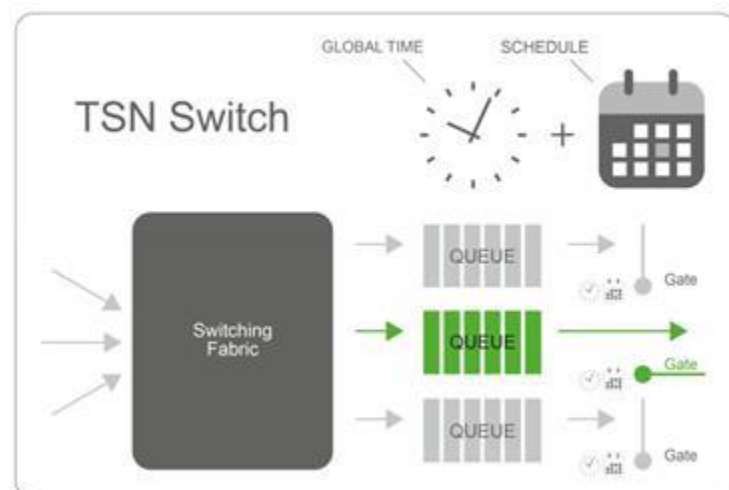 GLOBAL TIME
SCHEDULE
TSN Switch
+
QUEUE
Gate
Switching
Fabric
QUEUE
Gate
QUEUE
Gate